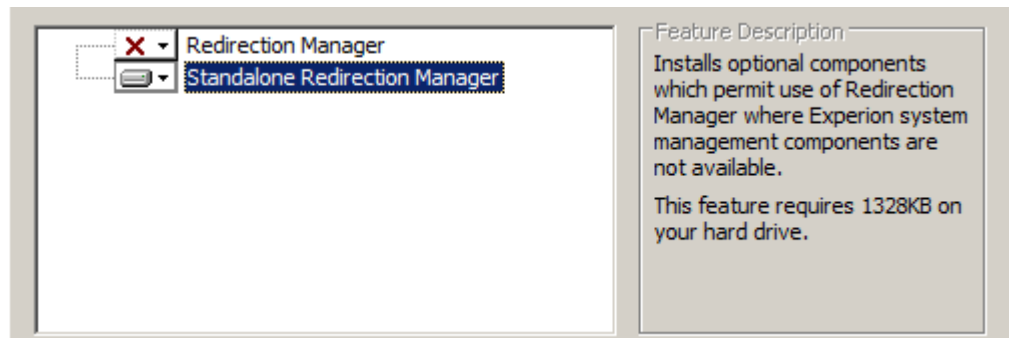 Redirection Manager
Standalone Redirection Manager
Feature Description
Installs optional components
which permit use of Redirection
Manager where Experion system
management components are
not available.
This feature requires 1328KB on
your hard drive.